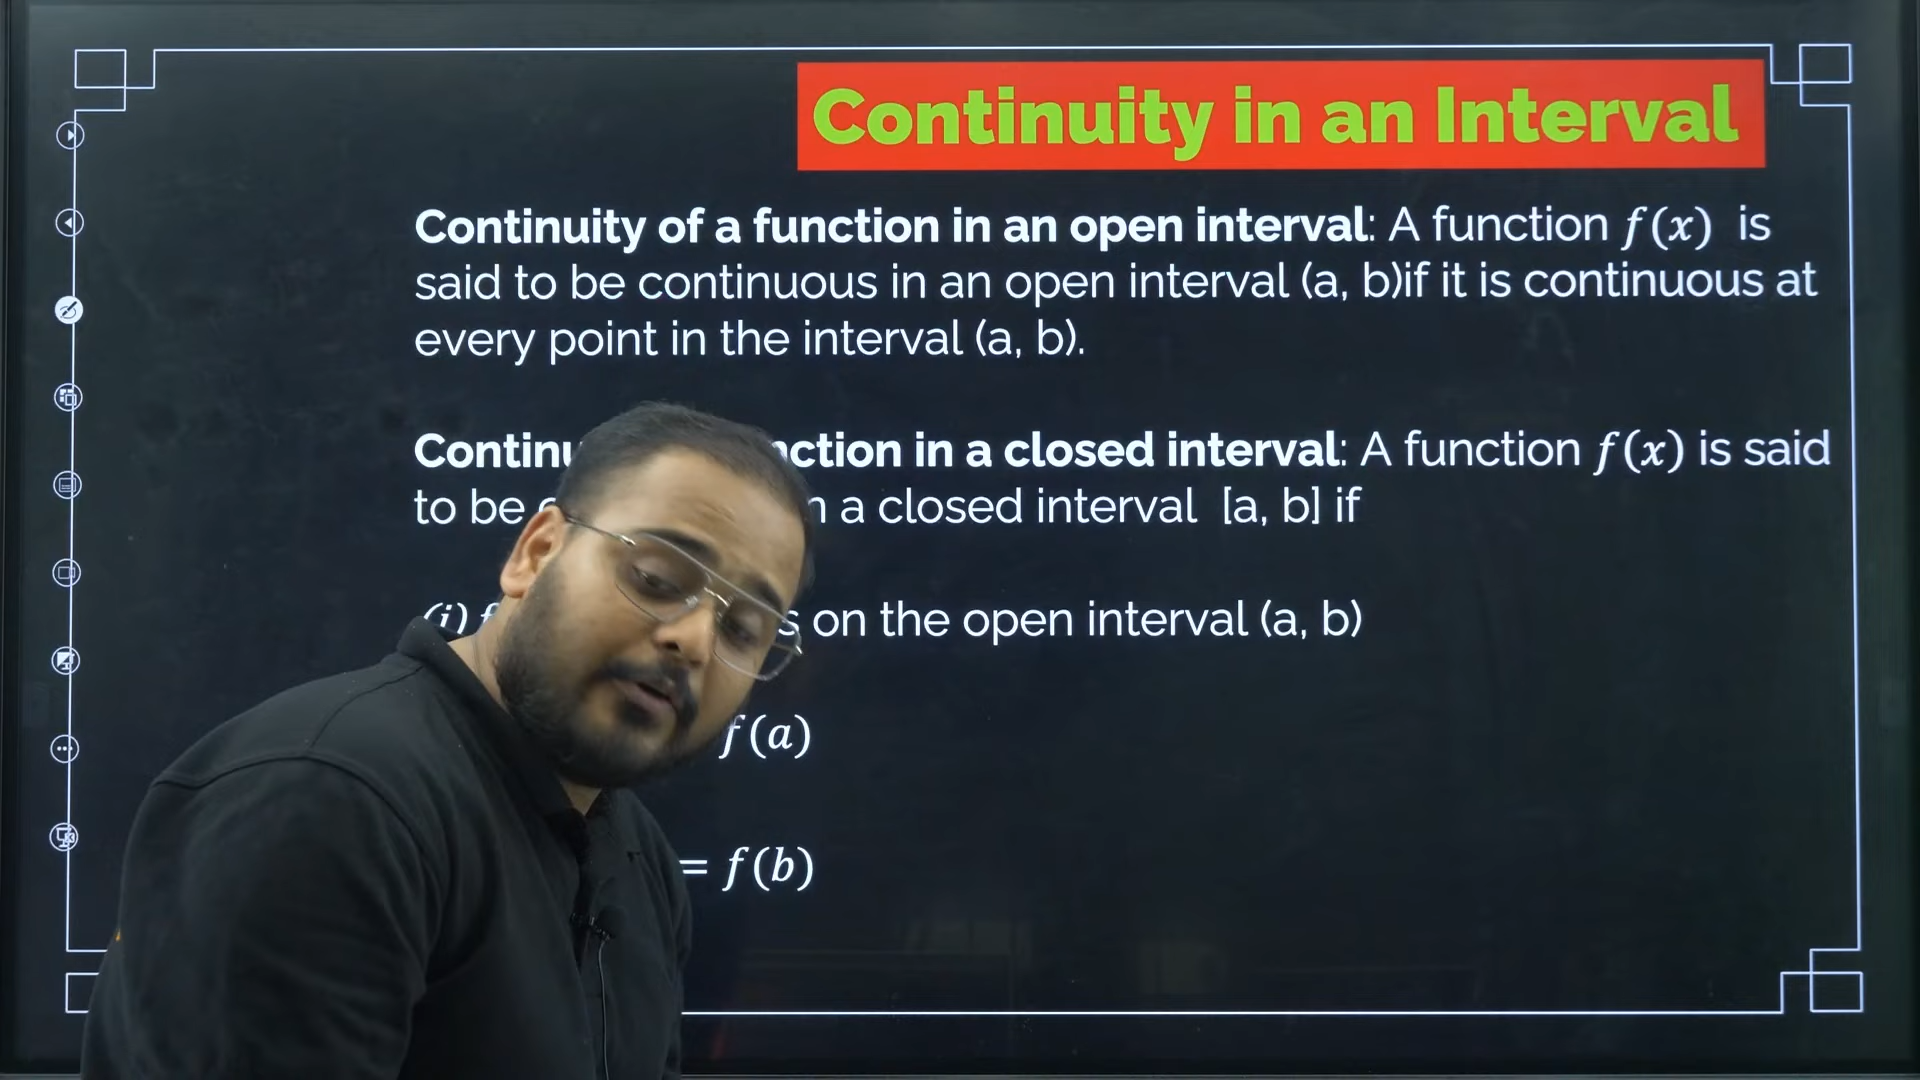 Continuity in an Interval
Continuity of a function in an open interval: A function f(x) is
said to be continuous in an open interval (a, b)if it is continuous at
every point in the interval (a, b).
in a closed interval: A function f(x) is said
to be a closed interval [a, b] if
(i) on the open interval (a, b)
f(a)
= f(b)